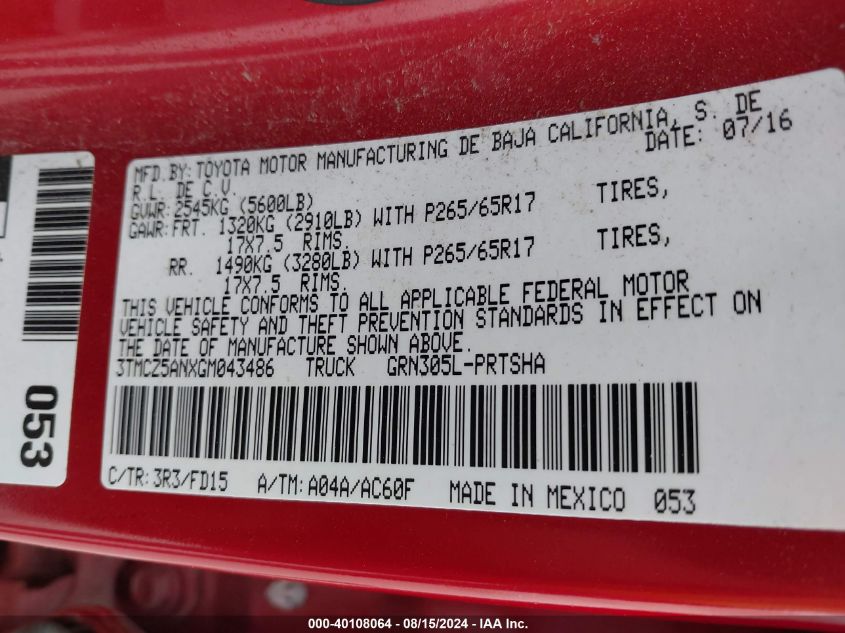 MFD. BY: TOYOTA MOTOR MANUFACTURING DE BAJA CALIFORNIA, S. DE
R.L. DE C.V. DATE: 07/16
GVWR: 2545KG (5600LB)
GAWR: FRT. 1320KG (2910LB) WITH P265/65R17 TIRES,
17X7.5 RIMS.
RR. 1490KG (3280LB) WITH P265/65R17 TIRES,
17X7.5 RIMS.
THIS VEHICLE CONFORMS TO ALL APPLICABLE FEDERAL MOTOR
VEHICLE SAFETY AND THEFT PREVENTION STANDARDS IN EFFECT ON
THE DATE OF MANUFACTURE SHOWN ABOVE.
3TMCZ5ANXGM043486 TRUCK GRN305L-PRTSHA
C/TR: 3R3/FD15 A/TM: A04A/AC60F MADE IN MEXICO 053
053
000-40108064 - 08/15/2024 - IAA Inc.